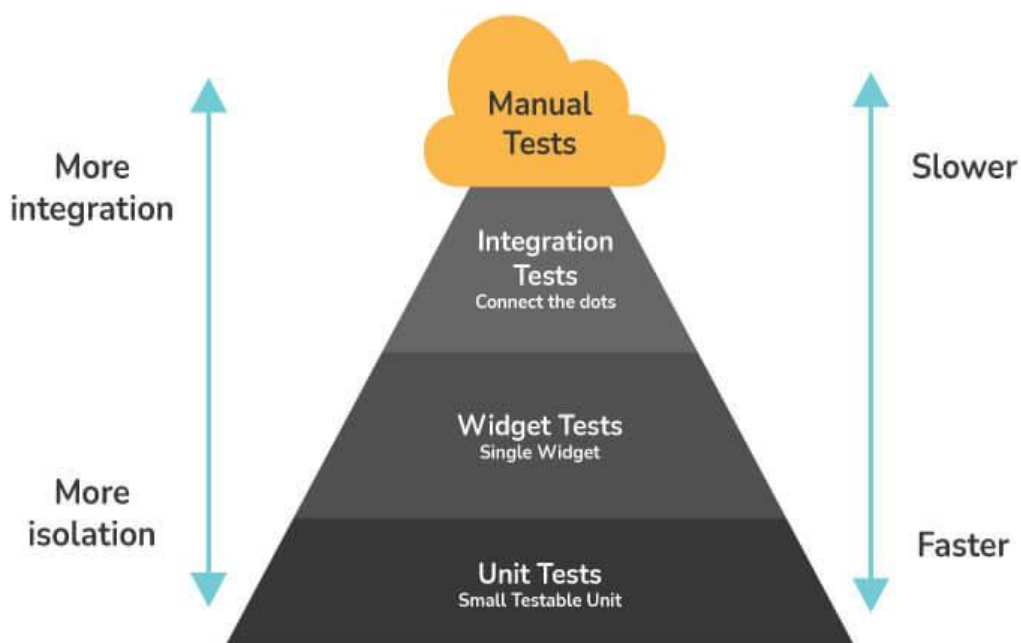 Manual
Tests
More
integration
Slower
Integration
Tests
Connect the dots
Widget Tests
Single Widget
More
isolation
Faster
Unit Tests
Small Testable Unit